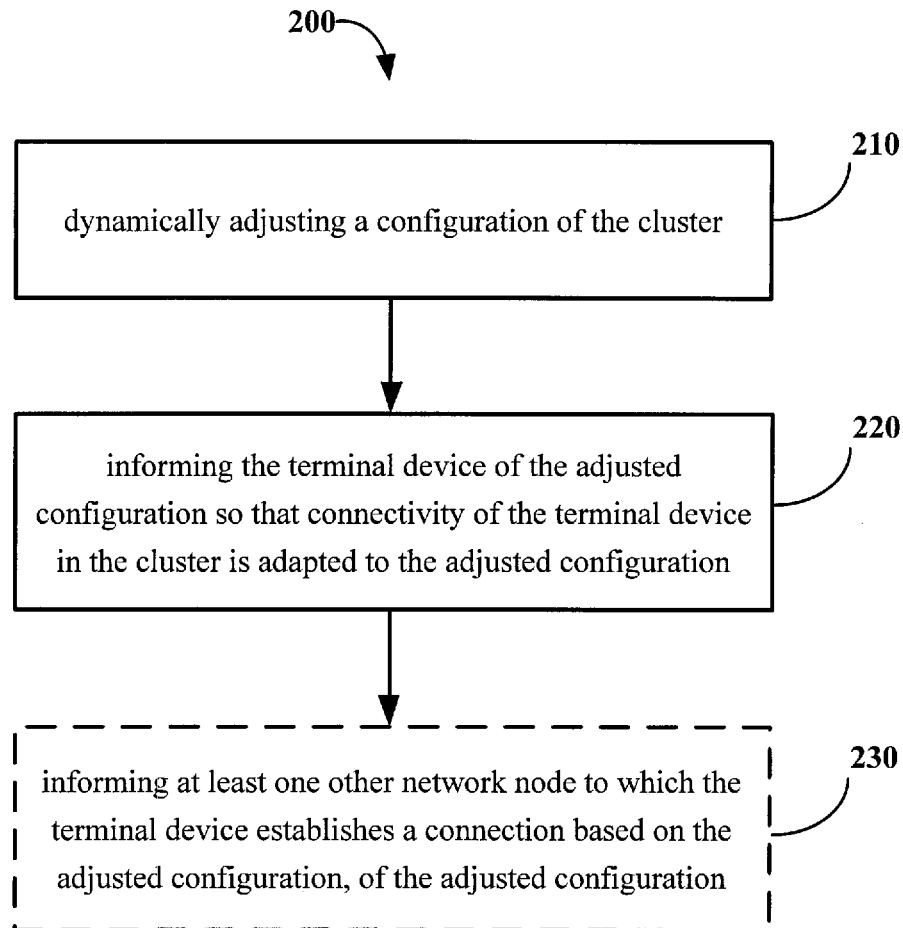 200
210
dynamically adjusting a configuration of the cluster
220
informing the terminal device of the adjusted
configuration so that connectivity of the terminal device
in the cluster is adapted to the adjusted configuration
230
informing at least one other network node to which the
terminal device establishes a connection based on the
adjusted configuration, of the adjusted configuration